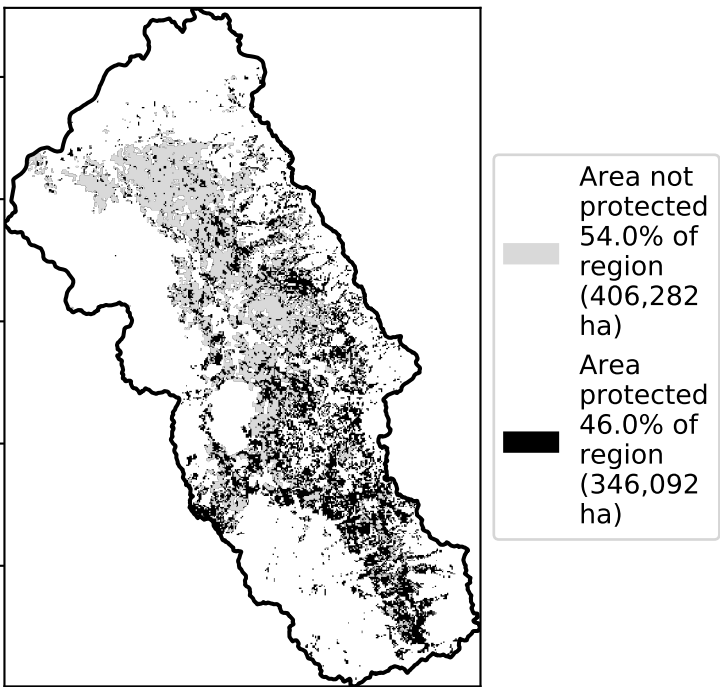 Area not
protected
54.0% of
region
(406,282
ha)
Area
protected
46.0% of
region
(346,092
ha)